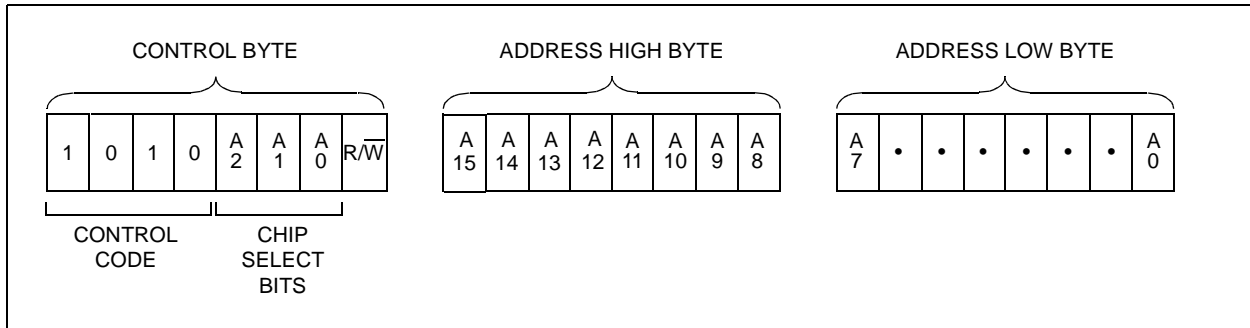 CONTROL BYTE
ADDRESS HIGH BYTE
ADDRESS LOW BYTE
1 0 1 0 A2 A1 A0 R/W̅
A15 A14 A13 A12 A11 A10 A9 A8
A7 • • • • • • A0
CONTROL
CODE
CHIP
SELECT
BITS